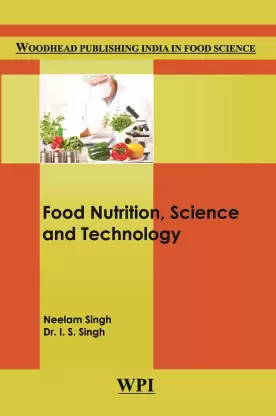 WOODHEAD PUBLISHING INDIA IN FOOD SCIENCE
Food Nutrition, Science
and Technology
Neelam Singh
Dr. I. S. Singh
WPI